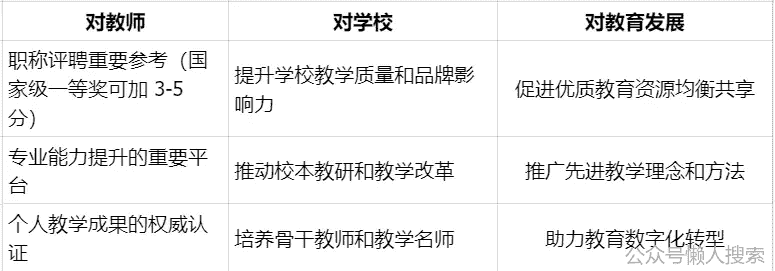 对教师 对学校 对教育发展
职称评聘重要参考（国
家级一等奖可加 3-5
分）
提升学校教学质量和品牌影
响力
促进优质教育资源均衡共享
专业能力提升的重要平
台
推动校本教研和教学改革
推广先进教学理念和方法
个人教学成果的权威认
证
培养骨干教师和教学名师
助力教育数字化转型
公众号懒人搜索